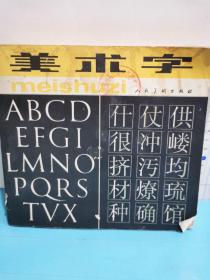 美术字
meishuzi 人民美术出版社
ABCD
EFGI
LMNO
PQRS
TVX
什仗供
很冲嵝
挤污均
材燎琉
种确馆